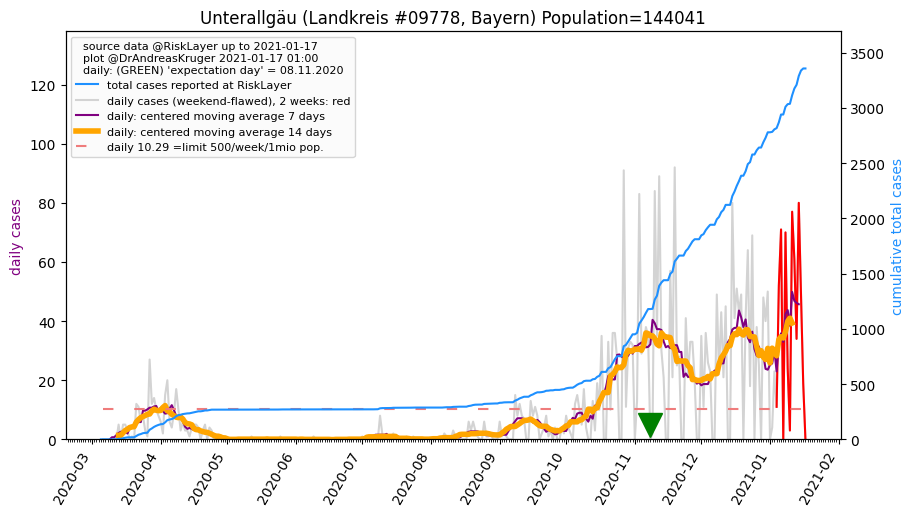 Unterallgäu (Landkreis #09778, Bayern) Population=144041
source data @RiskLayer up to 2021-01-17
plot @DrAndreasKruger 2021-01-17 01:00
daily: (GREEN) 'expectation day' = 08.11.2020
total cases reported at RiskLayer
daily cases (weekend-flawed), 2 weeks: red
daily: centered moving average 7 days
daily: centered moving average 14 days
daily 10.29 =limit 500/week/1mio pop.
daily cases
0
20
40
60
80
100
120
cumulative total cases
0
500
1000
1500
2000
2500
3000
3500
2020-03
2020-04
2020-05
2020-06
2020-07
2020-08
2020-09
2020-10
2020-11
2020-12
2021-01
2021-02